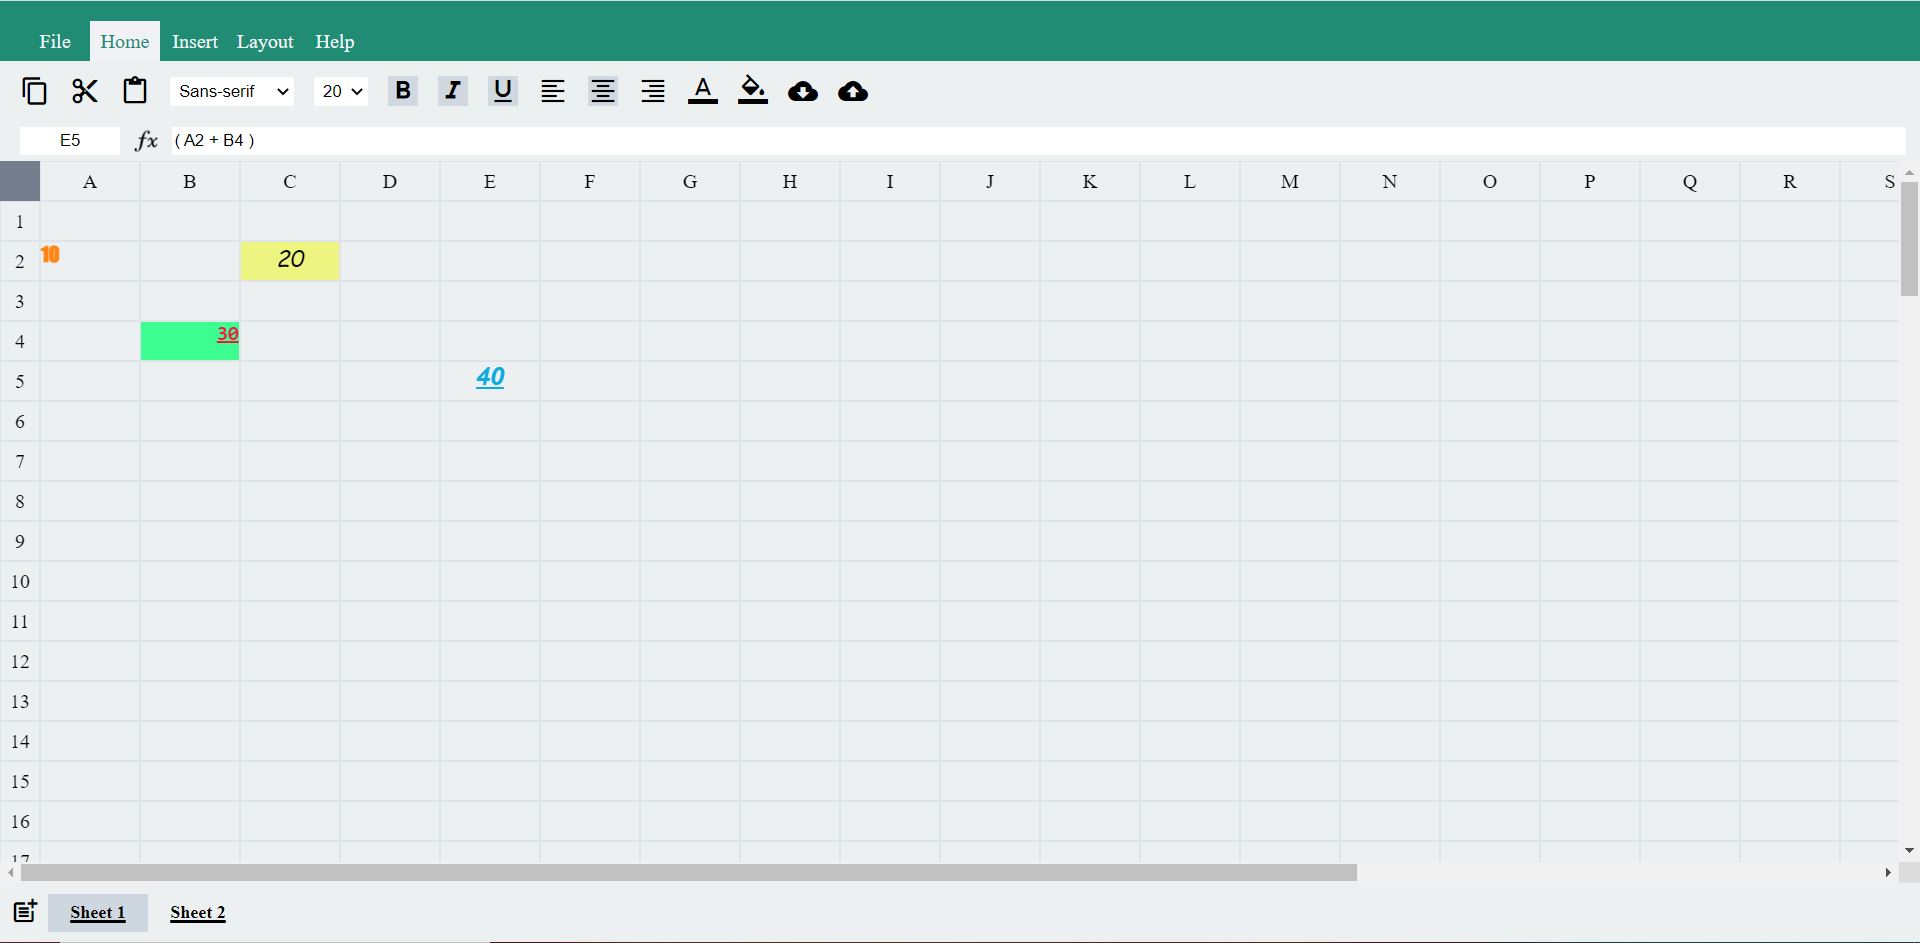 File Home Insert Layout Help
Sans-serif 20 B I U A
E5 fx ( A2 + B4 )
A B C D E F G H I J K L M N O P Q R S
1
2 10 20
3
4 30
5 40
6
7
8
9
10
11
12
13
14
15
16
17
Sheet 1 Sheet 2